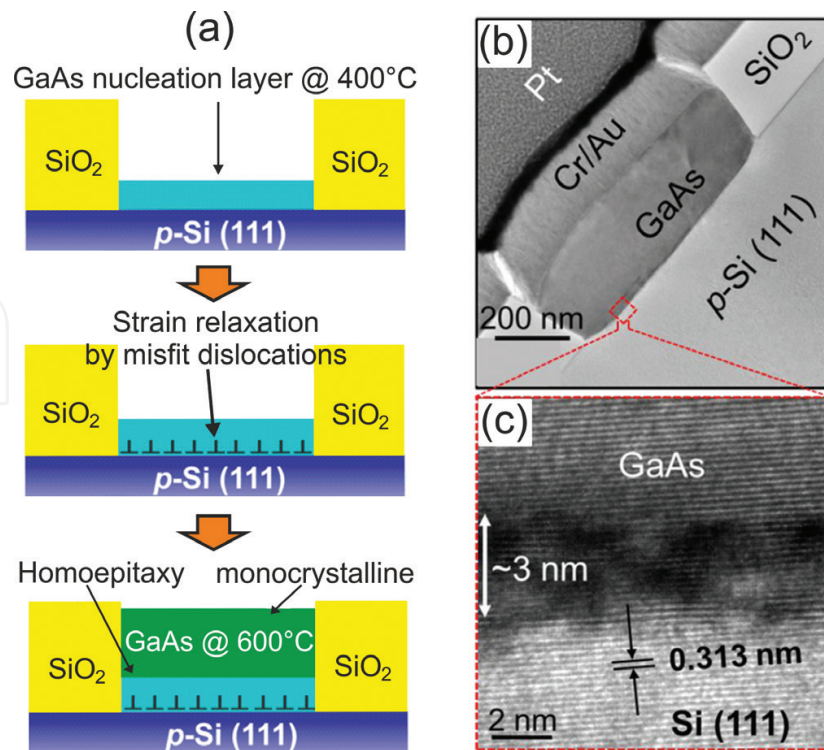 (a)
GaAs nucleation layer @ 400°C
SiO₂ SiO₂
p-Si (111)
Strain relaxation
by misfit dislocations
SiO₂ SiO₂
p-Si (111)
Homoepitaxy monocrystalline
GaAs @ 600°C
SiO₂ SiO₂
p-Si (111)
(b)
Pt
SiO₂
Cr/Au
GaAs
p-Si (111)
200 nm
(c)
GaAs
~3 nm
0.313 nm
Si (111)
2 nm